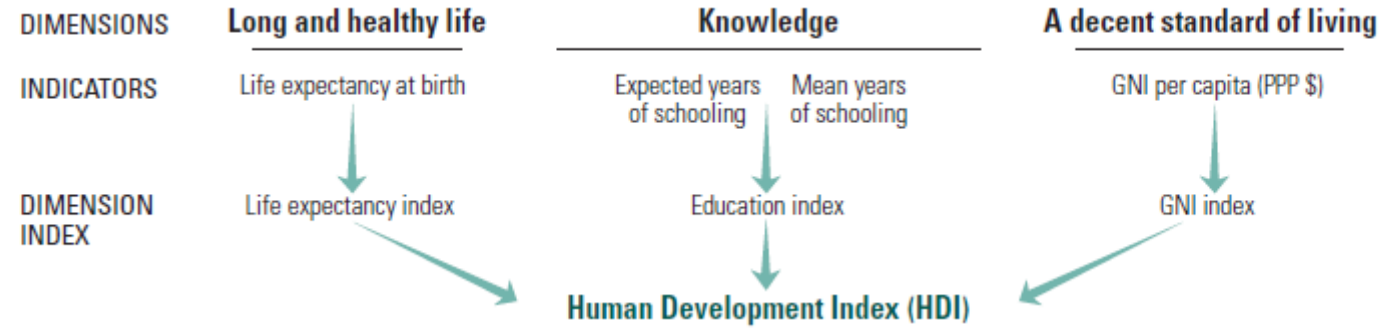 DIMENSIONS Long and healthy life Knowledge A decent standard of living
INDICATORS Life expectancy at birth Expected years Mean years GNI per capita (PPP $)
of schooling of schooling
DIMENSION Life expectancy index Education index GNI index
INDEX
Human Development Index (HDI)